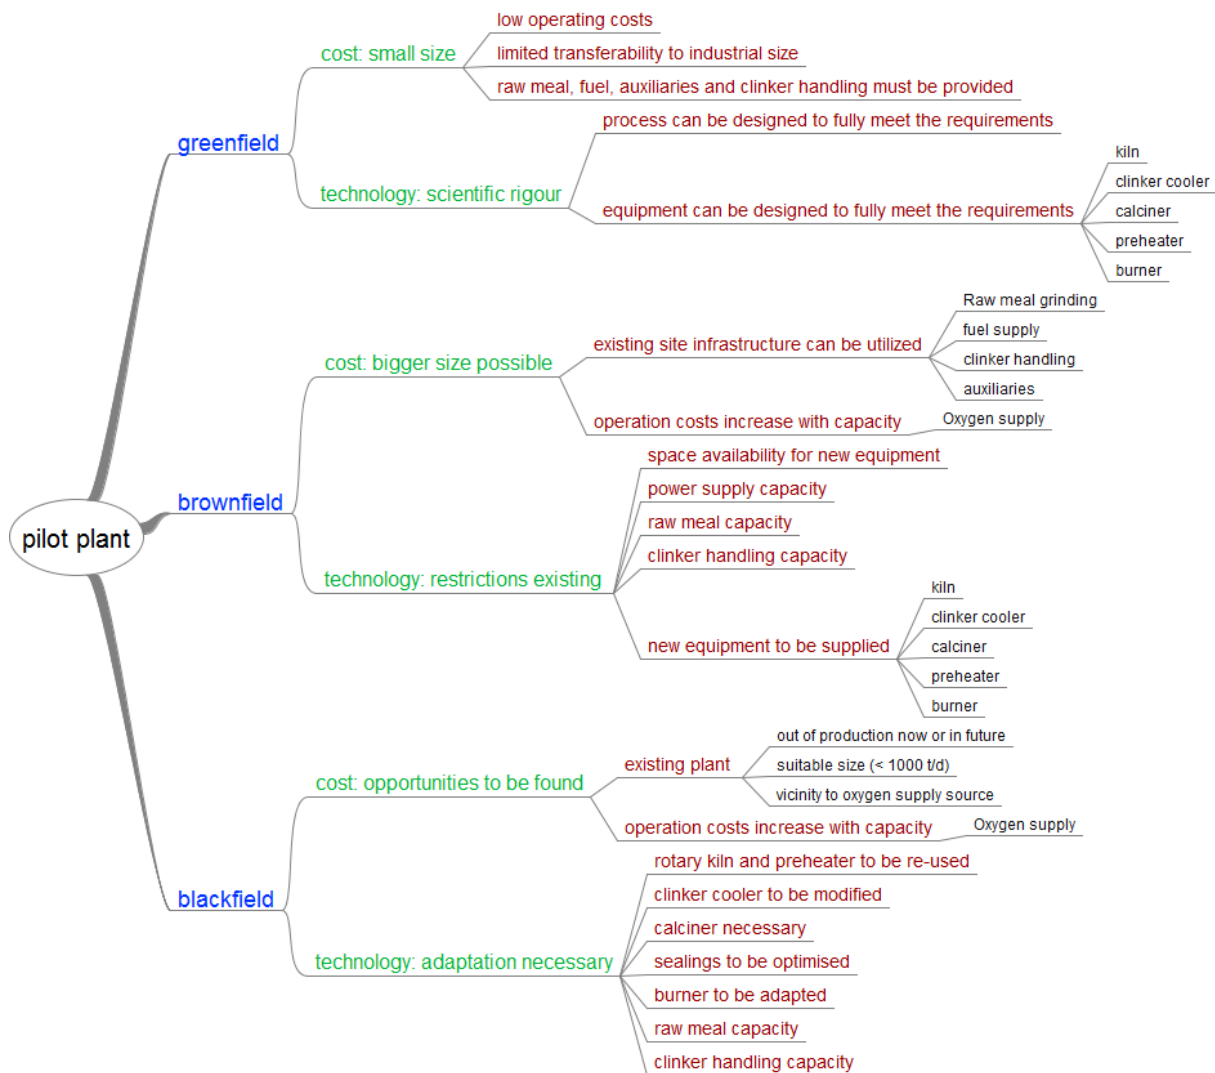 pilot plant
greenfield
cost: small size
low operating costs
limited transferability to industrial size
raw meal, fuel, auxiliaries and clinker handling must be provided
technology: scientific rigour
process can be designed to fully meet the requirements
equipment can be designed to fully meet the requirements
kiln
clinker cooler
calciner
preheater
burner
brownfield
cost: bigger size possible
existing site infrastructure can be utilized
Raw meal grinding
fuel supply
clinker handling
auxiliaries
operation costs increase with capacity
Oxygen supply
technology: restrictions existing
space availability for new equipment
power supply capacity
raw meal capacity
clinker handling capacity
new equipment to be supplied
kiln
clinker cooler
calciner
preheater
burner
blackfield
cost: opportunities to be found
existing plant
out of production now or in future
suitable size (< 1000 t/d)
vicinity to oxygen supply source
operation costs increase with capacity
Oxygen supply
technology: adaptation necessary
rotary kiln and preheater to be re-used
clinker cooler to be modified
calciner necessary
sealings to be optimised
burner to be adapted
raw meal capacity
clinker handling capacity